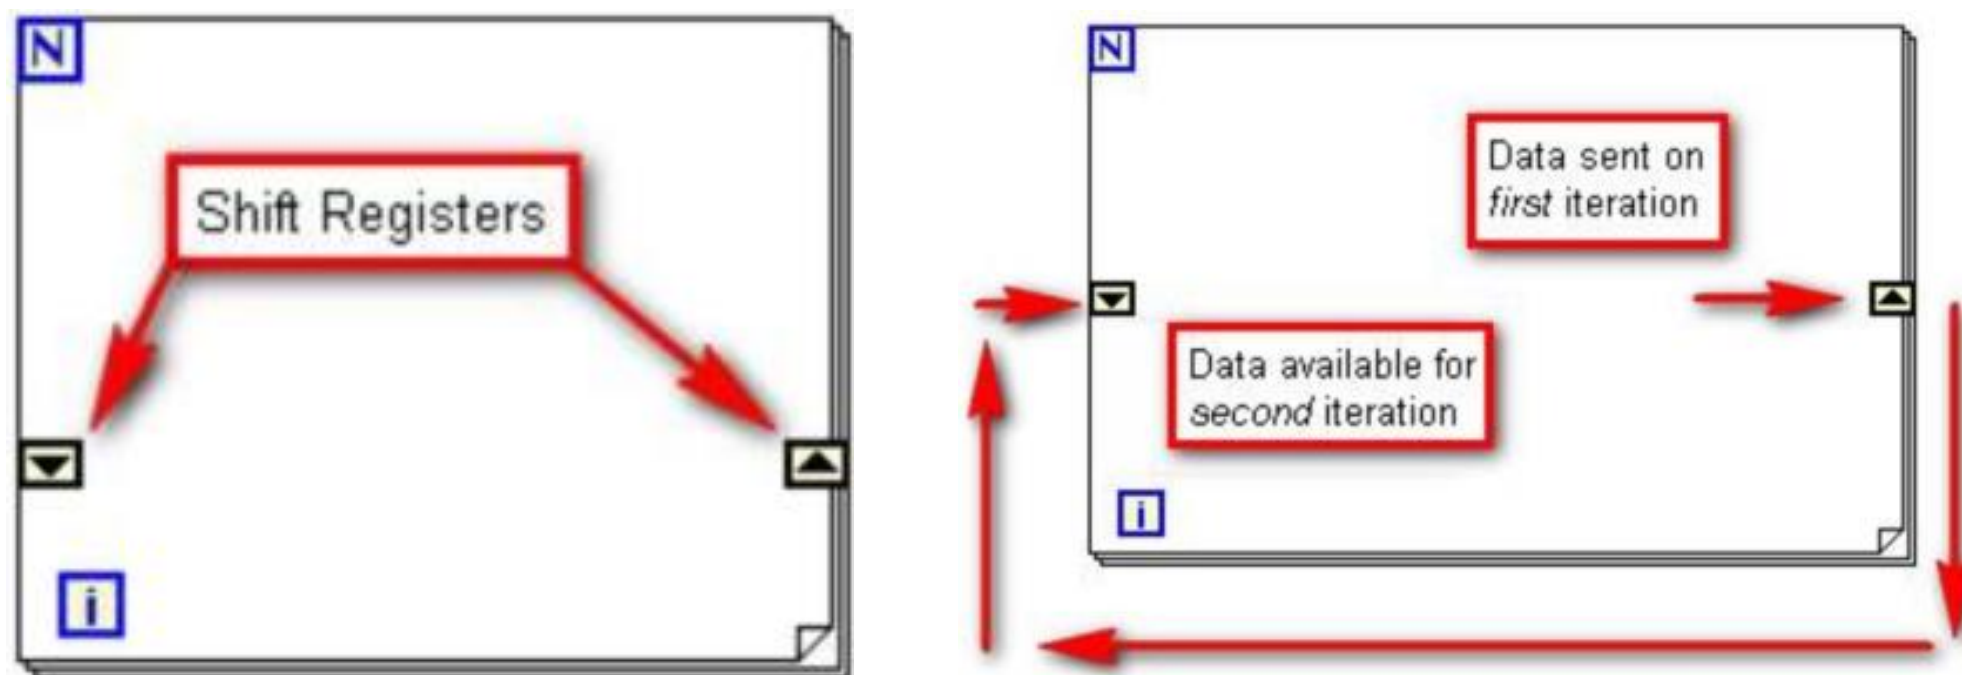 N
Shift Registers
i
N
Data sent on
first iteration
Data available for
second iteration
i